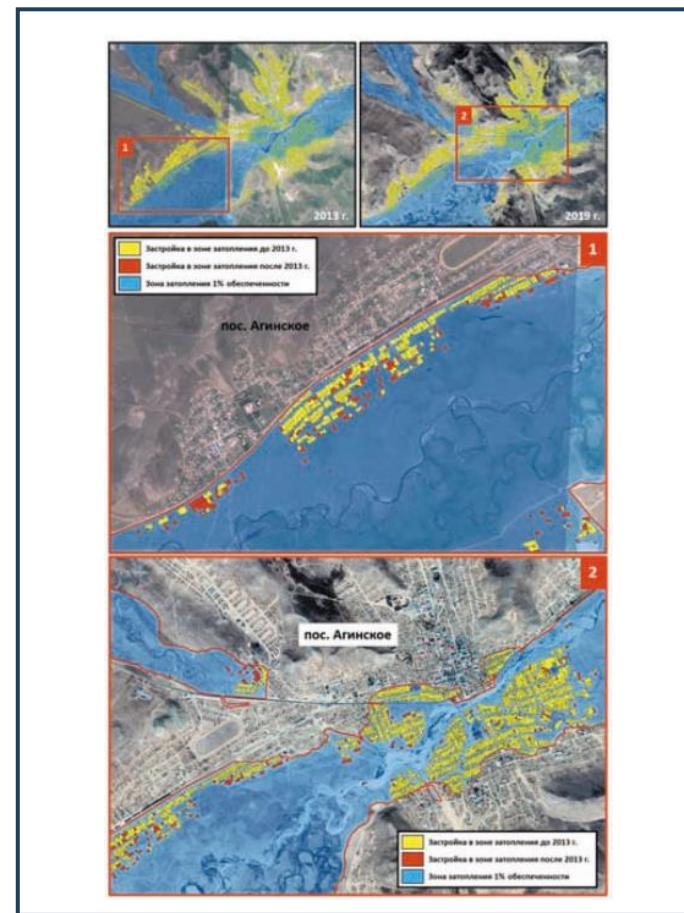 1
2013 г.
2
2019 г.
Застройка в зоне затопления до 2013 г.
Застройка в зоне затопления после 2013 г.
Зона затопления 1% обеспеченности
1
пос. Агинское
2
пос. Агинское
Застройка в зоне затопления до 2013 г.
Застройка в зоне затопления после 2013 г.
Зона затопления 1% обеспеченности